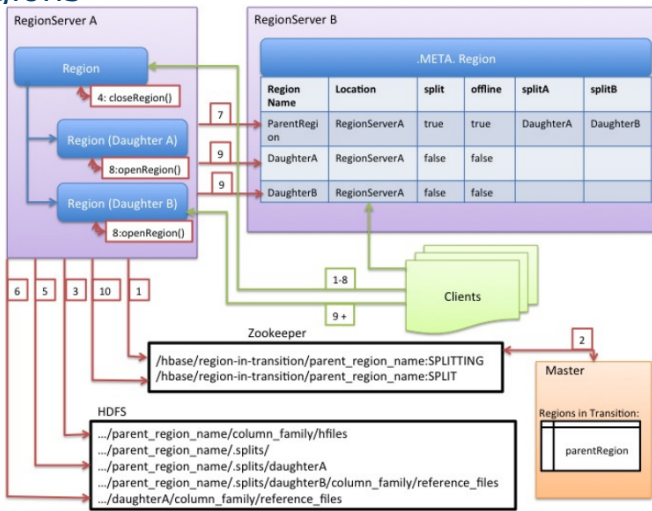 RegionServer A
Region
4: closeRegion()
Region (Daughter A)
8:openRegion()
Region (Daughter B)
8:openRegion()
7
9
9
RegionServer B
.META. Region
Region Name Location split offline splitA splitB
ParentRegi
on RegionServerA true true DaughterA DaughterB
DaughterA RegionServerA false false
DaughterB RegionServerA false false
6 5 3 10 1
1-8
9 +
Clients
Zookeeper
/hbase/region-in-transition/parent_region_name:SPLITTING
/hbase/region-in-transition/parent_region_name:SPLIT
2
Master
Regions in Transition:
parentRegion
HDFS
.../parent_region_name/column_family/hfiles
.../parent_region_name/.splits/
.../parent_region_name/.splits/daughterA
.../parent_region_name/.splits/daughterB/column_family/reference_files
.../daughterA/column_family/reference_files